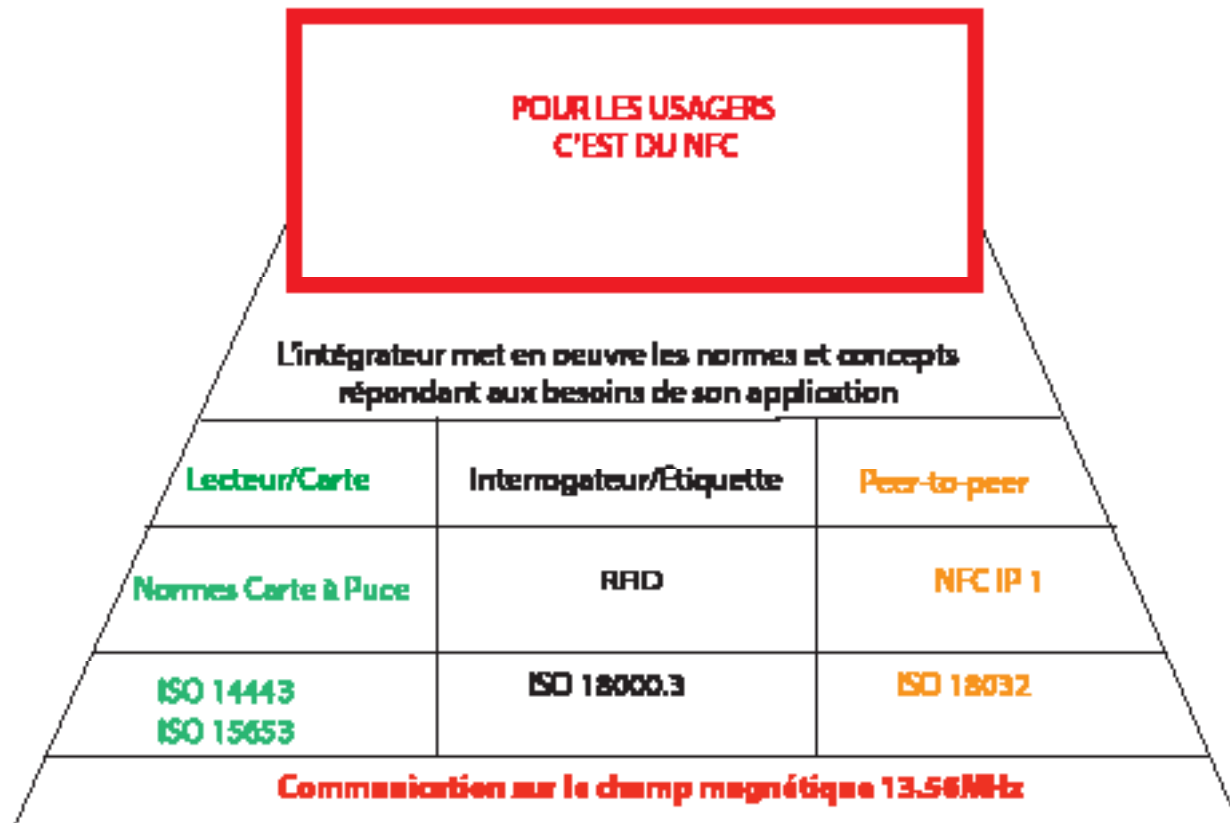 POUR LES USAGERS
C'EST DU NFC
L'intégrateur met en oeuvre les normes et concepts
répondant aux besoins de son application
Lecteur/Carte
Interrogateur/Etiquette
Peer-to-peer
Normes Carte à Puce
RFID
NFC IP 1
ISO 14443
ISO 15653
ISO 18000.3
ISO 18032
Communication sur le champ magnétique 13.56MHz